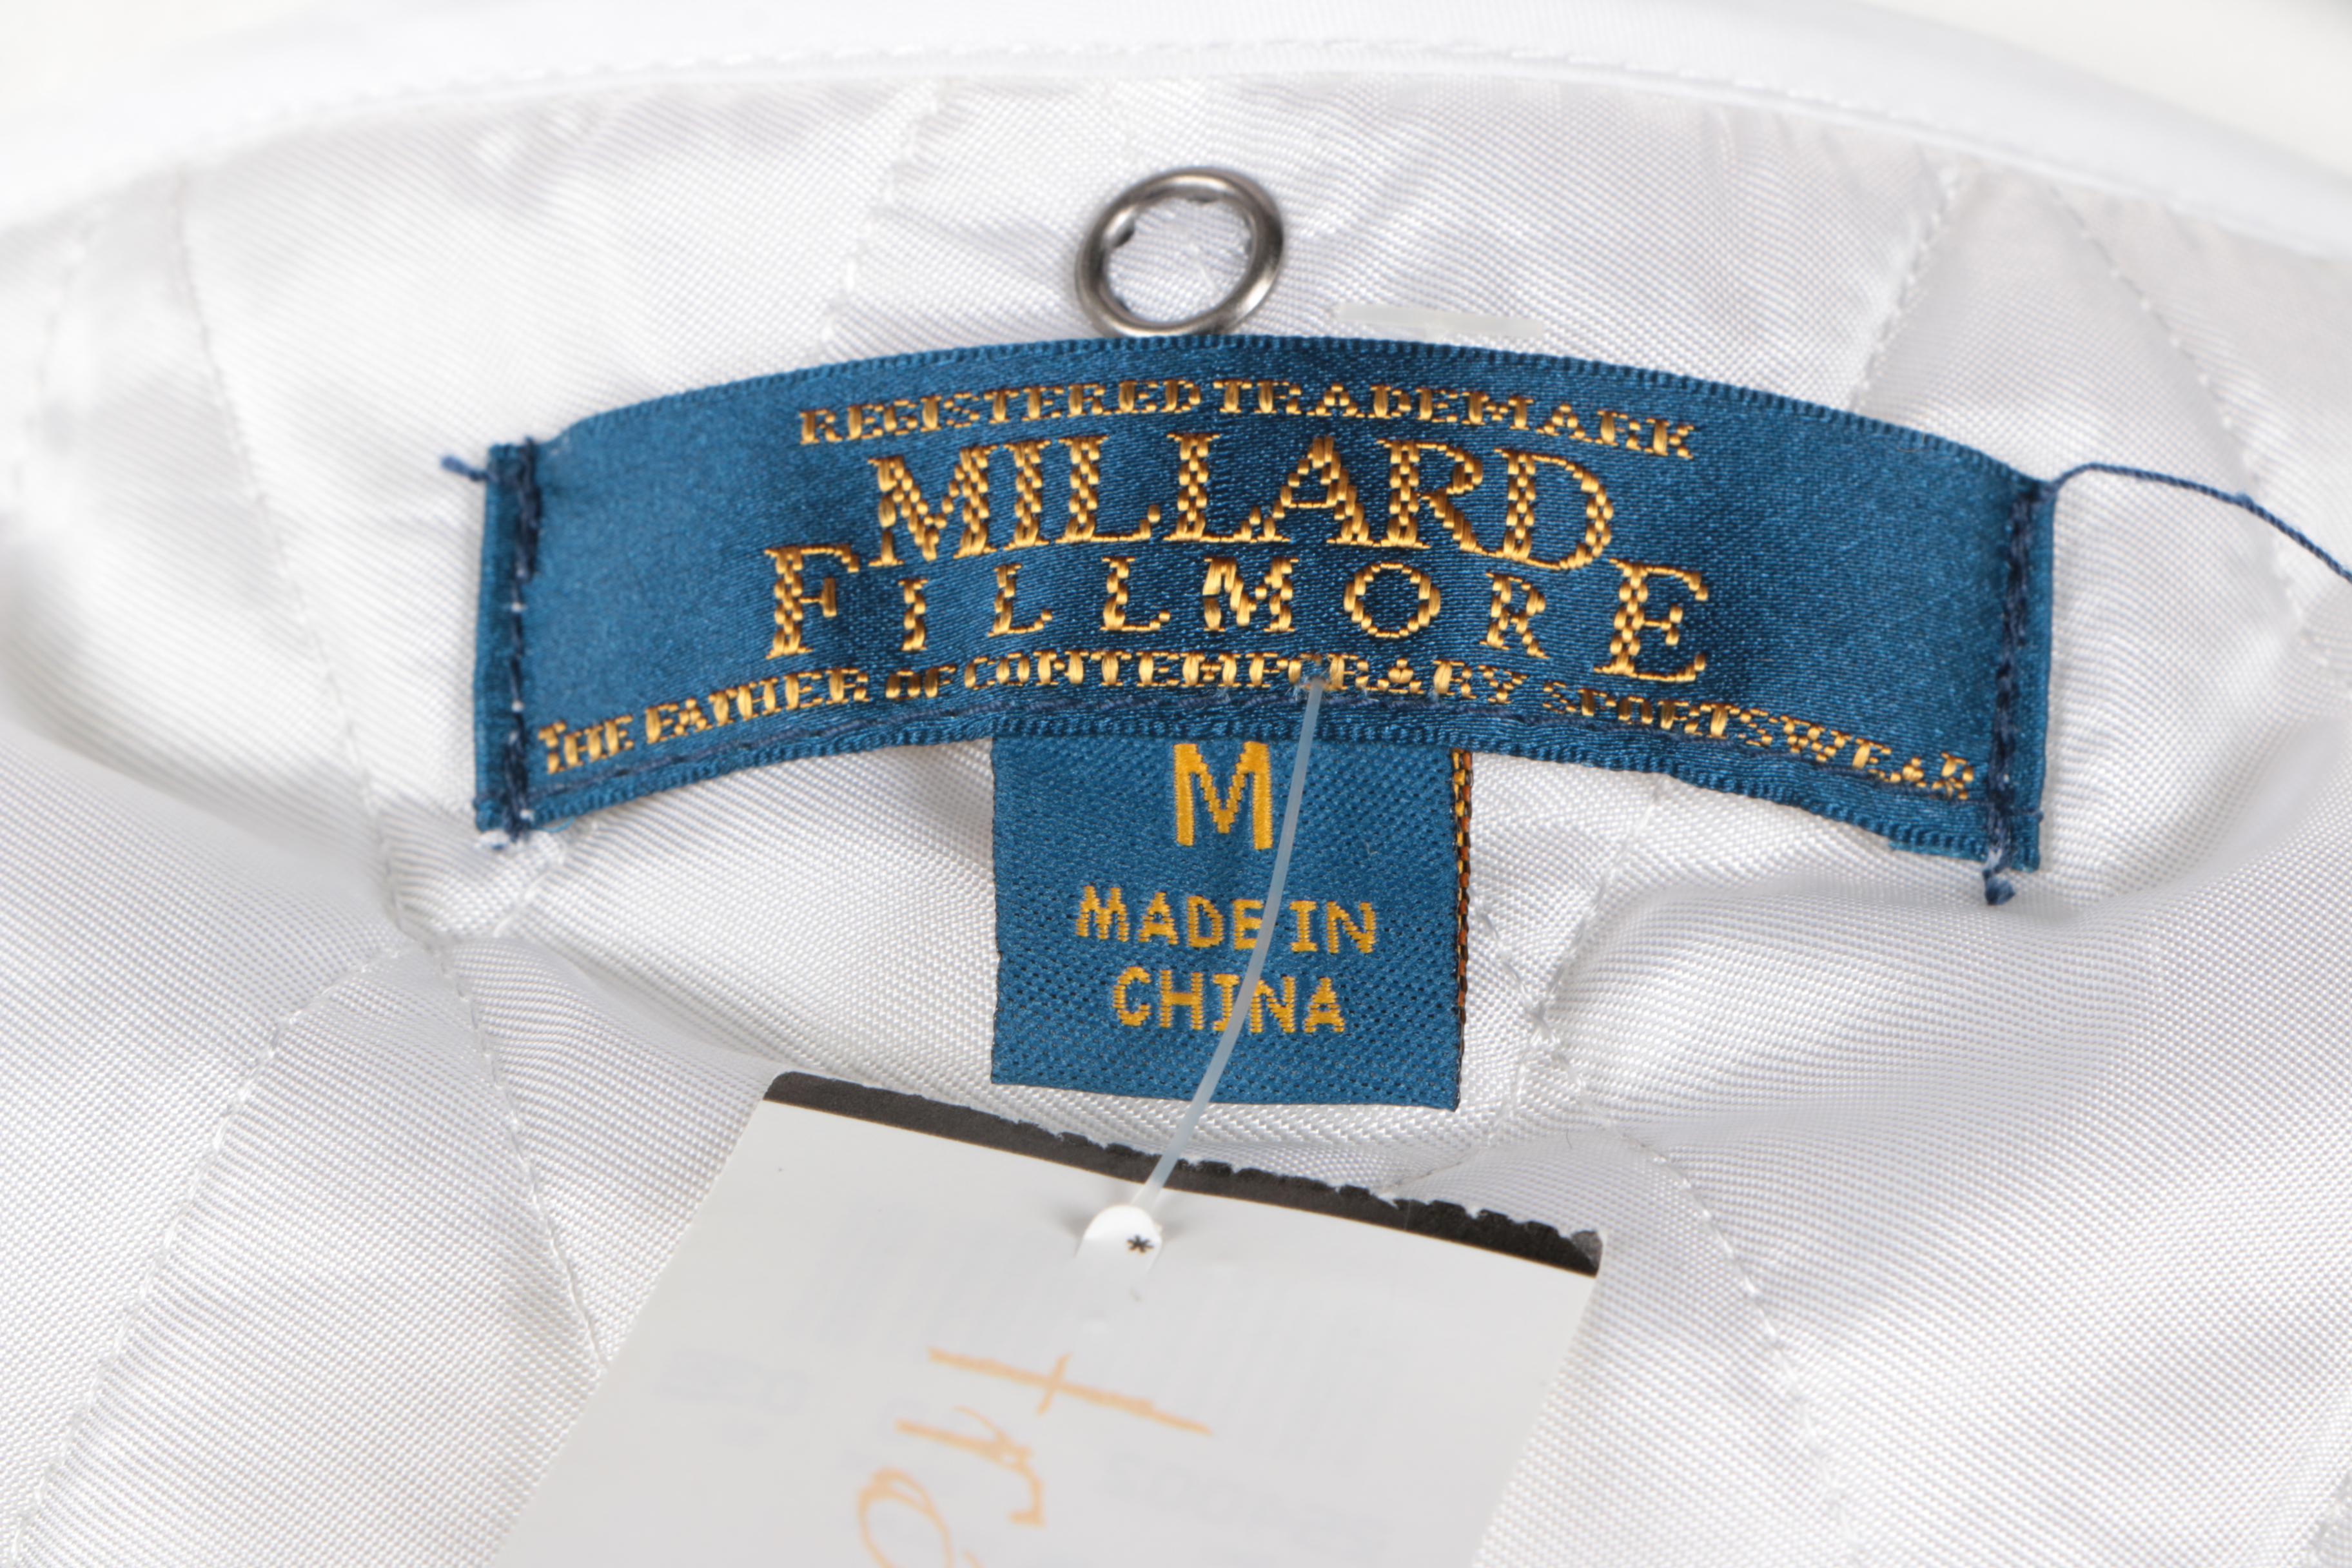 REGISTERED TRADEMARK
MILLARD
FILLMORE
THE FATHER OF CONTEMPORARY SPORTSWEAR
M
MADE IN
CHINA
*